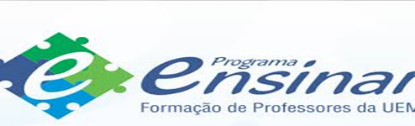 e
Programa
ensinar
Formação de Professores da UEM